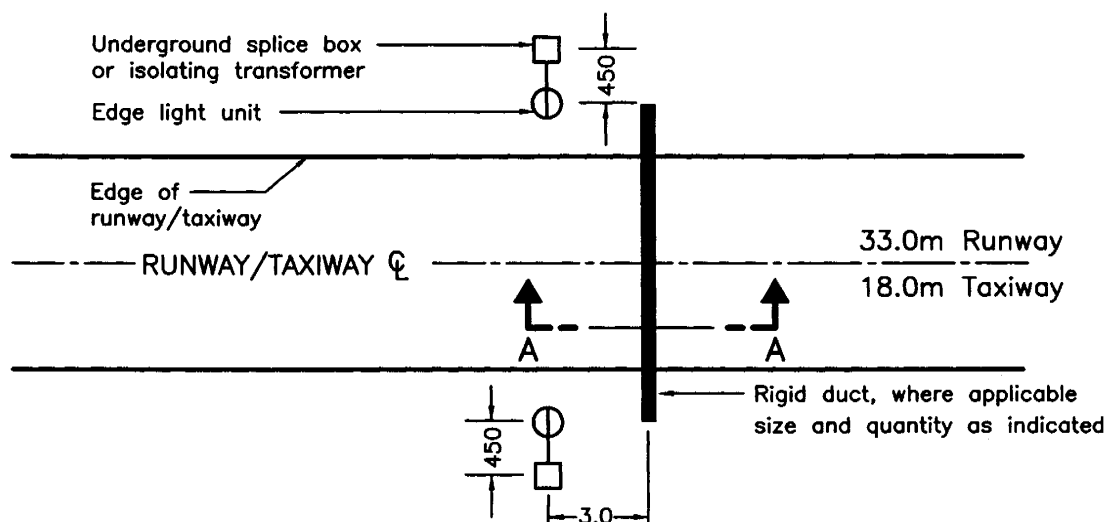 Underground splice box
or isolating transformer
450
Edge light unit
Edge of
runway/taxiway
RUNWAY/TAXIWAY ℄
33.0m Runway
18.0m Taxiway
A
A
Rigid duct, where applicable
size and quantity as indicated
450
3.0